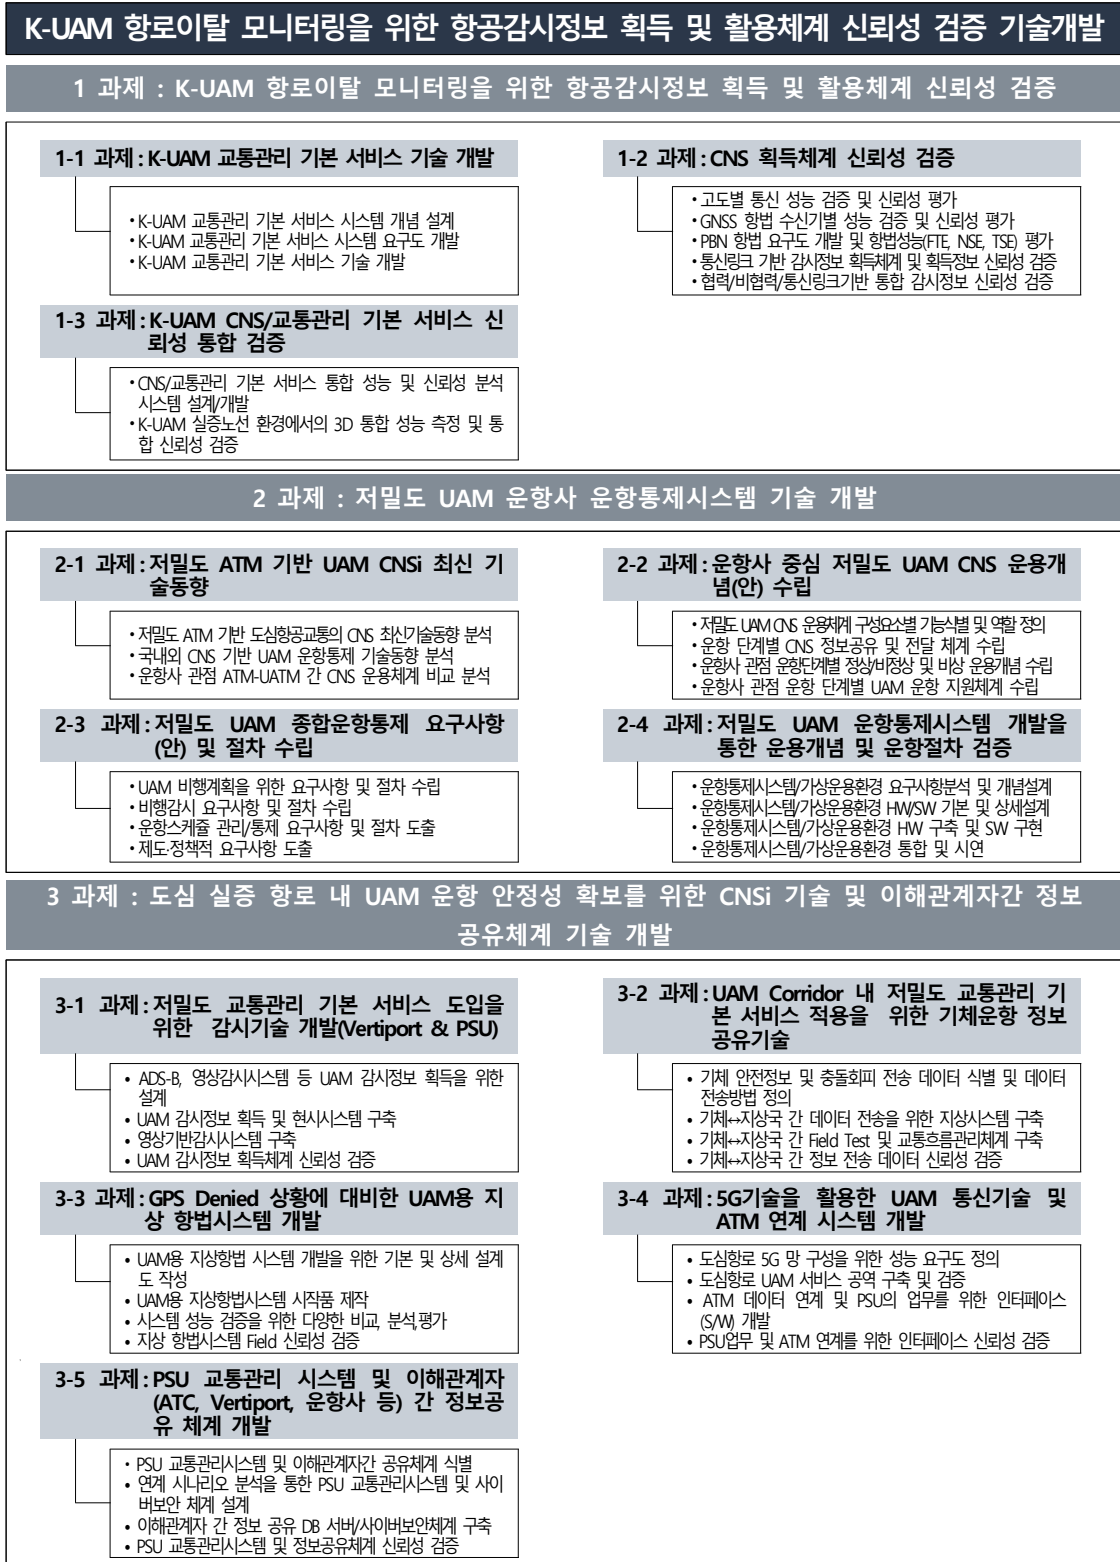 K-UAM 항로이탈 모니터링을 위한 항공감시정보 획득 및 활용체계 신뢰성 검증 기술개발
1 과제 : K-UAM 항로이탈 모니터링을 위한 항공감시정보 획득 및 활용체계 신뢰성 검증
1-1 과제 : K-UAM 교통관리 기본 서비스 기술 개발
• K-UAM 교통관리 기본 서비스 시스템 개념 설계
• K-UAM 교통관리 기본 서비스 시스템 요구도 개발
• K-UAM 교통관리 기본 서비스 기술 개발
1-2 과제 : CNS 획득체계 신뢰성 검증
• 고도별 통신 성능 검증 및 신뢰성 평가
• GNSS 항법 수신기별 성능 검증 및 신뢰성 평가
• PBN 항법 요구도 개발 및 항법성능(FTE, NSE, TSE) 평가
• 통신링크 기반 감시정보 획득체계 및 획득정보 신뢰성 검증
• 협력/비협력/통신링크기반 통합 감시정보 신뢰성 검증
1-3 과제 : K-UAM CNS/교통관리 기본 서비스 신
뢰성 통합 검증
• CNS/교통관리 기본 서비스 통합 성능 및 신뢰성 분석
시스템 설계/개발
• K-UAM 실증노선 환경에서의 3D 통합 성능 측정 및 통
합 신뢰성 검증
2 과제 : 저밀도 UAM 운항사 운항통제시스템 기술 개발
2-1 과제 : 저밀도 ATM 기반 UAM CNSi 최신 기
술동향
• 저밀도 ATM 기반 도심항공교통의 CNS 최신기술동향 분석
• 국내외 CNS 기반 UAM 운항통제 기술동향 분석
• 운항사 관점 ATM-UATM 간 CNS 운용체계 비교 분석
2-2 과제 : 운항사 중심 저밀도 UAM CNS 운용개
념(안) 수립
• 저밀도 UAM CNS 운용체계 구성요소별 기능식별 및 역할 정의
• 운항 단계별 CNS 정보공유 및 전달 체계 수립
• 운항사 관점 운항단계별 정상/비정상 및 비상 운용개념 수립
• 운항사 관점 운항 단계별 UAM 운항 지원체계 수립
2-3 과제 : 저밀도 UAM 종합운항통제 요구사항
(안) 및 절차 수립
• UAM 비행계획을 위한 요구사항 및 절차 수립
• 비행감시 요구사항 및 절차 수립
• 운항스케쥴 관리/통제 요구사항 및 절차 도출
• 제도·정책적 요구사항 도출
2-4 과제 : 저밀도 UAM 운항통제시스템 개발을
통한 운용개념 및 운항절차 검증
• 운항통제시스템/가상운용환경 요구사항분석 및 개념설계
• 운항통제시스템/가상운용환경 HW/SW 기본 및 상세설계
• 운항통제시스템/가상운용환경 HW 구축 및 SW 구현
• 운항통제시스템/가상운용환경 통합 및 시연
3 과제 : 도심 실증 항로 내 UAM 운항 안정성 확보를 위한 CNSi 기술 및 이해관계자간 정보
공유체계 기술 개발
3-1 과제 : 저밀도 교통관리 기본 서비스 도입을
위한 감시기술 개발(Vertiport & PSU)
• ADS-B, 영상감시시스템 등 UAM 감시정보 획득을 위한
설계
• UAM 감시정보 획득 및 현시시스템 구축
• 영상기반감시시스템 구축
• UAM 감시정보 획득체계 신뢰성 검증
3-2 과제 : UAM Corridor 내 저밀도 교통관리 기
본 서비스 적용을 위한 기체운항 정보
공유기술
• 기체 안전정보 및 충돌회피 전송 데이터 식별 및 데이터
전송방법 정의
• 기체↔지상국 간 데이터 전송을 위한 지상시스템 구축
• 기체↔지상국 간 Field Test 및 교통흐름관리체계 구축
• 기체↔지상국 간 정보 전송 데이터 신뢰성 검증
3-3 과제 : GPS Denied 상황에 대비한 UAM용 지
상 항법시스템 개발
• UAM용 지상항법 시스템 개발을 위한 기본 및 상세 설계
도 작성
• UAM용 지상항법시스템 시작품 제작
• 시스템 성능 검증을 위한 다양한 비교, 분석,평가
• 지상 항법시스템 Field 신뢰성 검증
3-4 과제 : 5G기술을 활용한 UAM 통신기술 및
ATM 연계 시스템 개발
• 도심항로 5G 망 구성을 위한 성능 요구도 정의
• 도심항로 UAM 서비스 공역 구축 및 검증
• ATM 데이터 연계 및 PSU의 업무를 위한 인터페이스
(S/W) 개발
• PSU업무 및 ATM 연계를 위한 인터페이스 신뢰성 검증
3-5 과제 : PSU 교통관리 시스템 및 이해관계자
(ATC, Vertiport, 운항사 등) 간 정보공
유 체계 개발
• PSU 교통관리시스템 및 이해관계자간 공유체계 식별
• 연계 시나리오 분석을 통한 PSU 교통관리시스템 및 사이
버보안 체계 설계
• 이해관계자 간 정보 공유 DB 서버/사이버보안체계 구축
• PSU 교통관리시스템 및 정보공유체계 신뢰성 검증